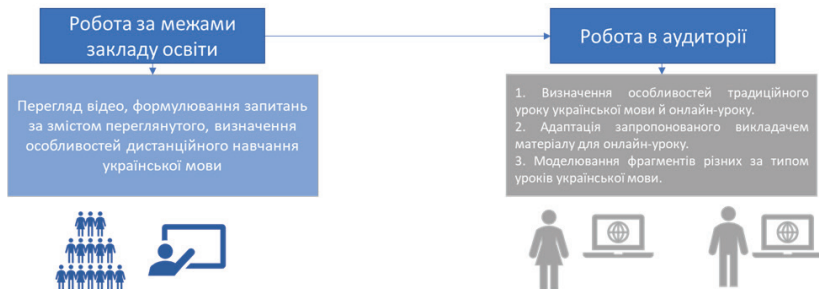 Робота за межами
закладу освіти
Робота в аудиторії
Перегляд відео, формулювання запитань
за змістом переглянутого, визначення
особливостей дистанційного навчання
української мови
1. Визначення особливостей традиційного
уроку української мови й онлайн-уроку.
2. Адаптація запропонованого викладачем
матеріалу для онлайн-уроку.
3. Моделювання фрагментів різних за типом
уроків української мови.